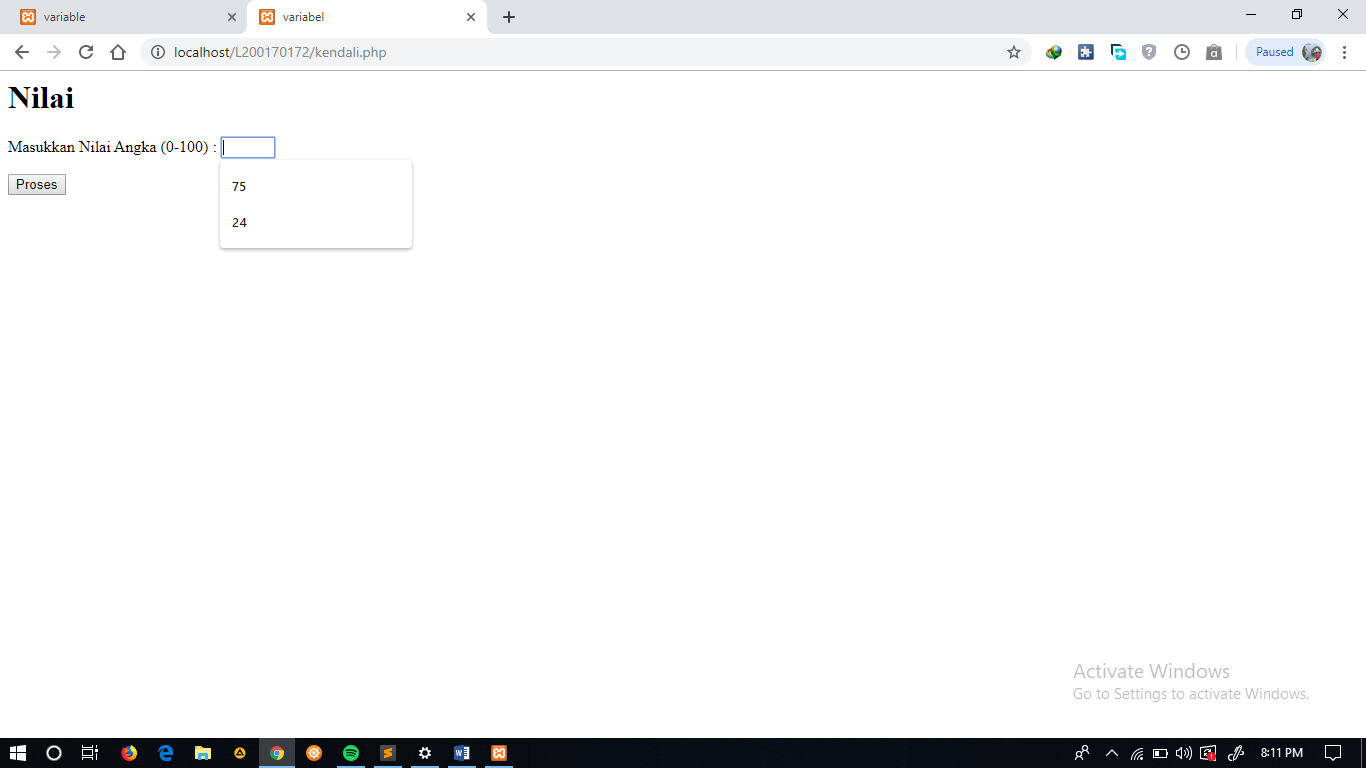 variable
variabel
localhost/L200170172/kendali.php
Paused
Nilai
Masukkan Nilai Angka (0-100) :
75
24
Proses
Activate Windows
Go to Settings to activate Windows.
8:11 PM